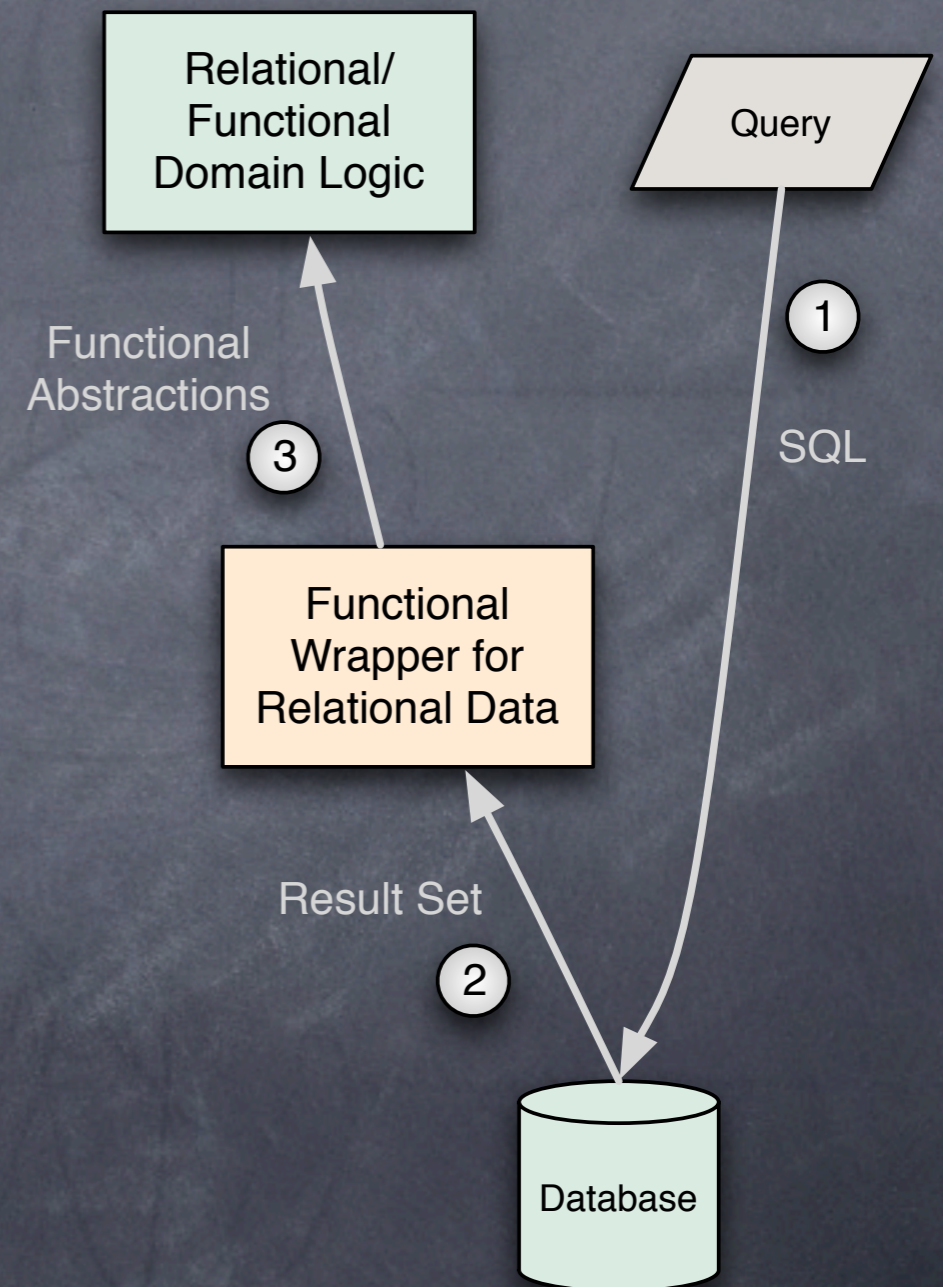 Relational/
Functional
Domain Logic
Query
1
SQL
Functional
Abstractions
3
Functional
Wrapper for
Relational Data
Result Set
2
Database